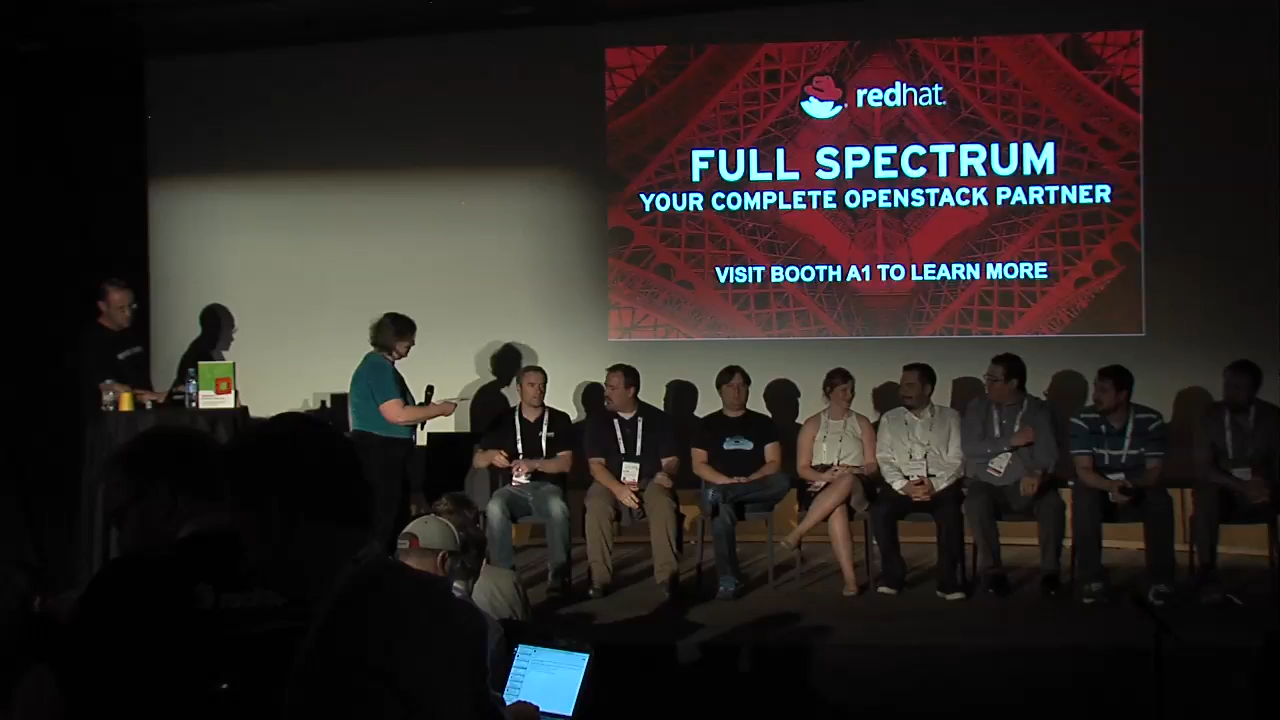 redhat.
FULL SPECTRUM
YOUR COMPLETE OPENSTACK PARTNER
VISIT BOOTH A1 TO LEARN MORE